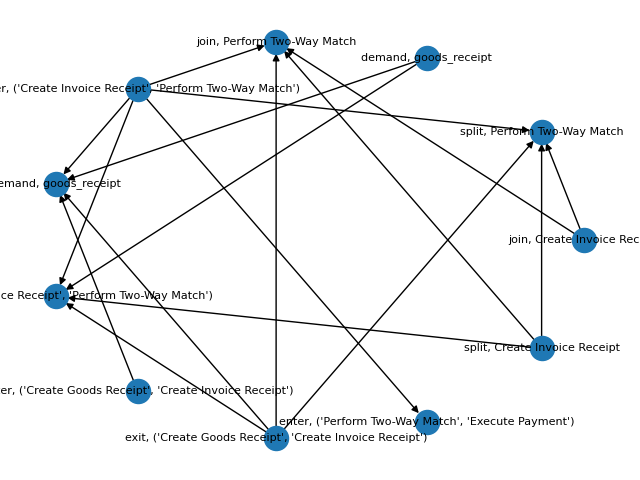 join, Perform Two-Way Match
demand, goods_receipt
er, ('Create Invoice Receipt', 'Perform Two-Way Match')
split, Perform Two-Way Match
emand, goods_receipt
join, Create Invoice Rec
ce Receipt', 'Perform Two-Way Match')
split, Create Invoice Receipt
er, ('Create Goods Receipt', 'Create Invoice Receipt')
enter, ('Perform Two-Way Match', 'Execute Payment')
exit, ('Create Goods Receipt', 'Create Invoice Receipt')